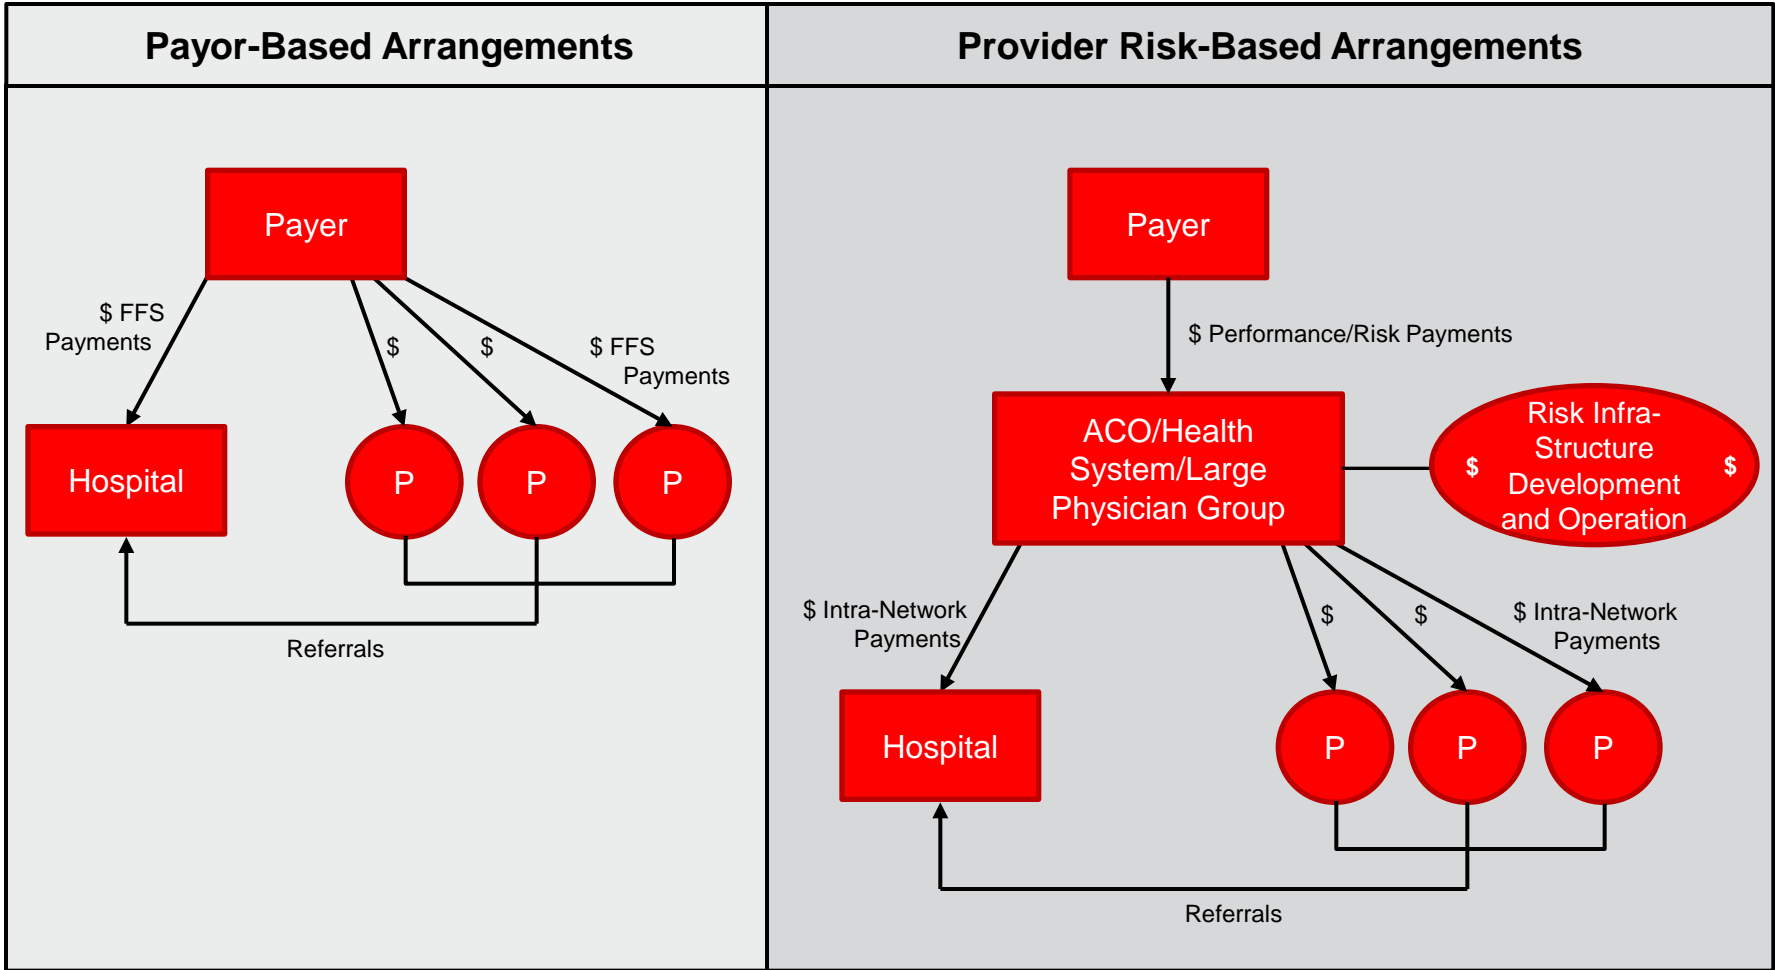 Payor-Based Arrangements
Provider Risk-Based Arrangements
Payer
$ FFS
Payments
$
$
$ FFS
Payments
Hospital
P
P
P
Referrals
Payer
$ Performance/Risk Payments
ACO/Health
System/Large
Physician Group
Risk Infra-
Structure
$ Development $
and Operation
$ Intra-Network
Payments
$
$
$ Intra-Network
Payments
Hospital
P
P
P
Referrals